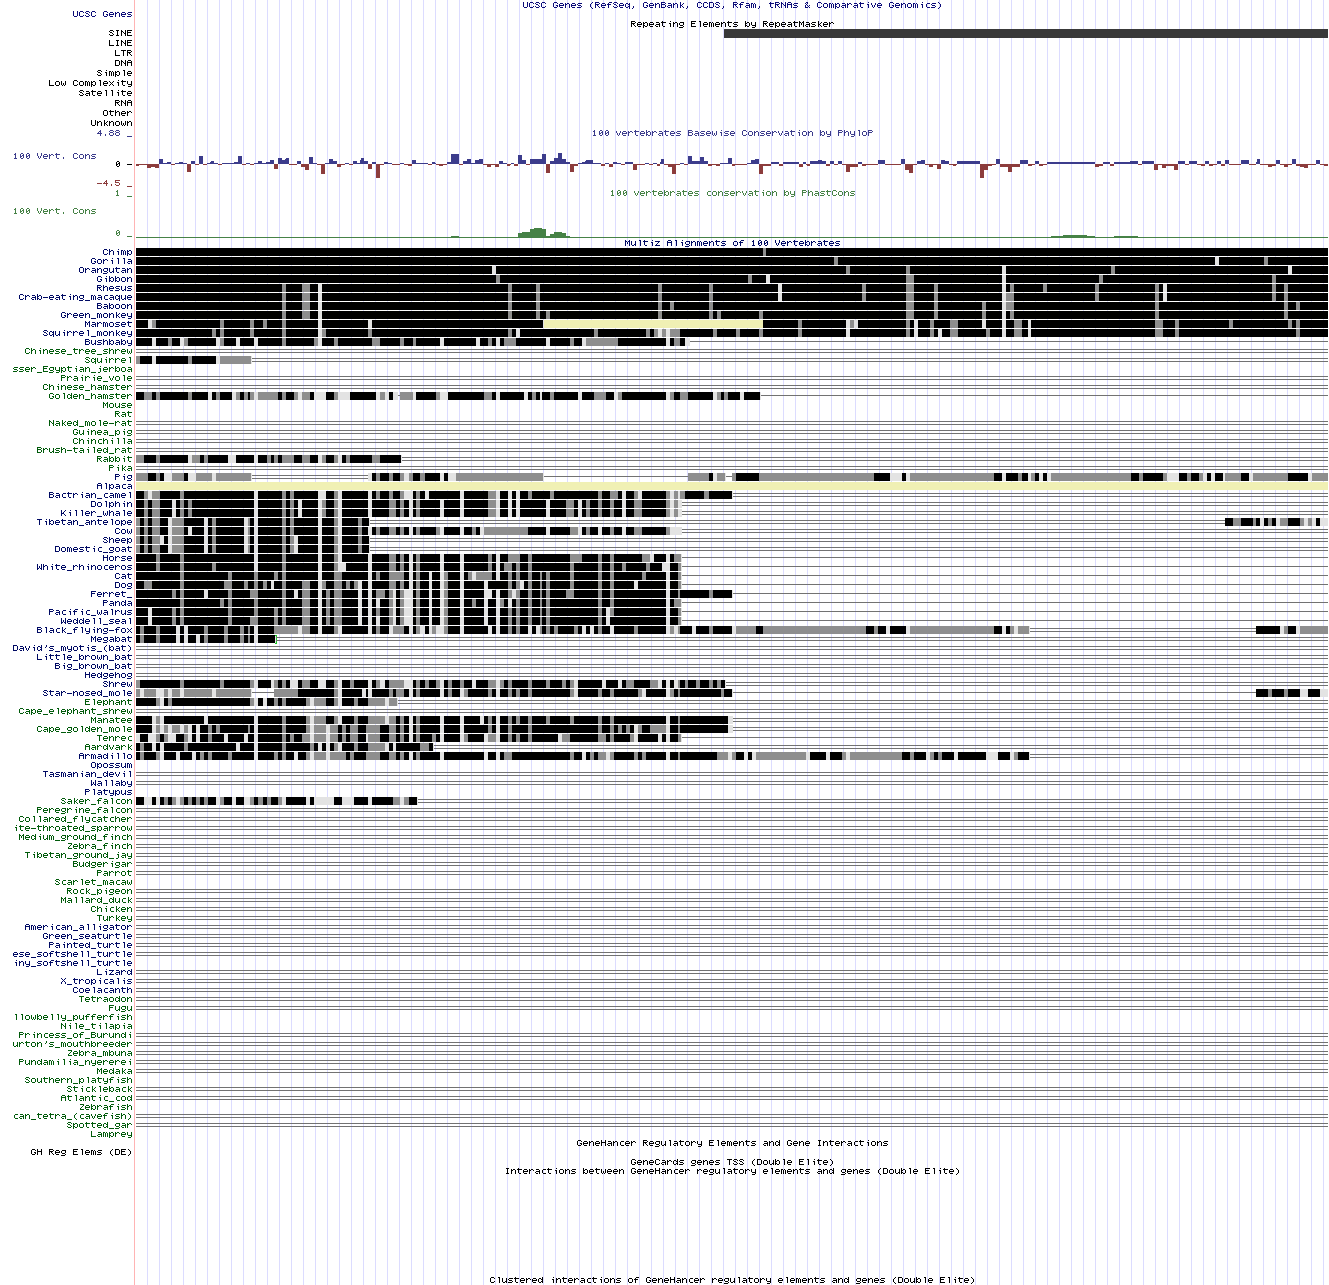 UCSC Genes (RefSeq, GenBank, CCDS, Rfam, tRNAs & Comparative Genomics)
UCSC Genes
Repeating Elements by RepeatMasker
SINE
LINE
LTR
DNA
Simple
Low Complexity
Satellite
RNA
Other
Unknown
4.88 _
100 vertebrates Basewise Conservation by PhyloP
100 Vert. Cons
0 -
-4.5 _
100 vertebrates conservation by PhastCons
1 _
100 Vert. Cons
0 _
Multiz Alignments of 100 Vertebrates
Chimp
Gorilla
Orangutan
Gibbon
Rhesus
Crab-eating_macaque
Baboon
Green_monkey
Marmoset
Squirrel_monkey
Bushbaby
Chinese_tree_shrew
Squirrel
sser_Egyptian_jerboa
Prairie_vole
Chinese_hamster
Golden_hamster
Mouse
Rat
Naked_mole-rat
Guinea_pig
Chinchilla
Brush-tailed_rat
Rabbit
Pika
Pig
Alpaca
Bactrian_camel
Dolphin
Killer_whale
Tibetan_antelope
Cow
Sheep
Domestic_goat
Horse
White_rhinoceros
Cat
Dog
Ferret_
Panda
Pacific_walrus
Weddell_seal
Black_flying-fox
Megabat
David's_myotis_(bat)
Little_brown_bat
Big_brown_bat
Hedgehog
Shrew
Star-nosed_mole
Elephant
Cape_elephant_shrew
Manatee
Cape_golden_mole
Tenrec
Aardvark
Armadillo
Opossum
Tasmanian_devil
Wallaby
Platypus
Saker_falcon
Peregrine_falcon
Collared_flycatcher
ite-throated_sparrow
Medium_ground_finch
Zebra_finch
Tibetan_ground_jay
Budgerigar
Parrot
Scarlet_macaw
Rock_pigeon
Mallard_duck
Chicken
Turkey
American_alligator
Green_seaturtle
Painted_turtle
ese_softshell_turtle
iny_softshell_turtle
Lizard
X_tropicalis
Coelacanth
Tetraodon
Fugu
llowbelly_pufferfish
Nile_tilapia
Princess_of_Burundi
urton's_mouthbreeder
Zebra_mbuna
Pundamilia_nyererei
Medaka
Southern_platyfish
Stickleback
Atlantic_cod
Zebrafish
can_tetra_(cavefish)
Spotted_gar
Lamprey
GeneHancer Regulatory Elements and Gene Interactions
GH Reg Elems (DE)
GeneCards genes TSS (Double Elite)
Interactions between GeneHancer regulatory elements and genes (Double Elite)
Clustered interactions of GeneHancer regulatory elements and genes (Double Elite)